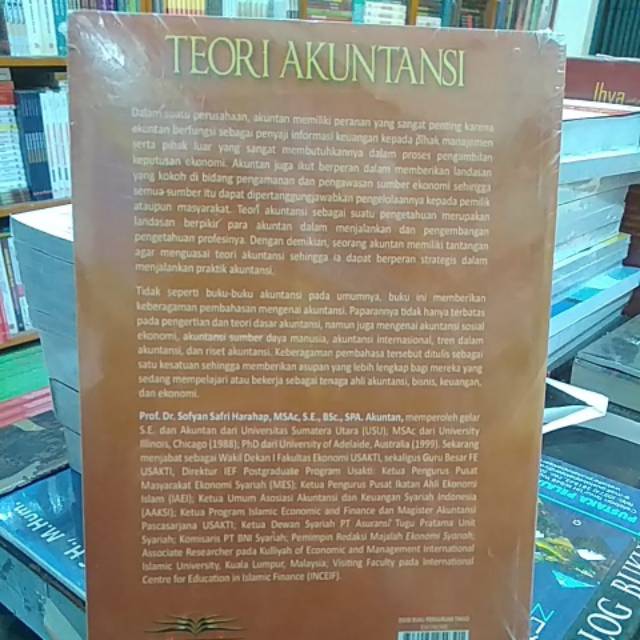 TEORI AKUNTANSI
Dalam suatu perusahaan, akuntan memiliki peranan yang sangat penting karena
akuntan berfungsi sebagai penyaji informasi keuangan kepada pihak manajemen
serta pihak luar yang sangat membutuhkannya dalam proses pengambilan
keputusan ekonomi. Akuntan juga ikut berperan dalam memberikan landasan
yang kokoh di bidang pengamanan dan pengawasan sumber ekonomi sehingga
semua sumber itu dapat dipertanggungjawabkan pengelolaannya kepada pemilik
ataupun masyarakat. Teori akuntansi sebagai suatu pengetahuan merupakan
landasan berpikir para akuntan dalam menjalankan dan pengembangan
pengetahuan profesinya. Dengan demikian, seorang akuntan memiliki tantangan
agar menguasai teori akuntansi sehingga ia dapat berperan strategis dalam
menjalankan praktik akuntansi.
Tidak seperti buku-buku akuntansi pada umumnya, buku ini memberikan
keberagaman pembahasan mengenai akuntansi. Paparannya tidak hanya terbatas
pada pengertian dan teori dasar akuntansi, namun juga mengenai akuntansi sosial
ekonomi, akuntansi sumber daya manusia, akuntansi internasional, tren dalam
akuntansi, dan riset akuntansi. Keberagaman pembahasa tersebut ditulis sebagai
satu kesatuan sehingga memberikan asupan yang lebih lengkap bagi mereka yang
sedang mempelajari atau bekerja sebagai tenaga ahli akuntansi, bisnis, keuangan,
dan ekonomi.
Prof. Dr. Sofyan Safri Harahap, MSAc, S.E., BSc., SPA. Akuntan, memperoleh gelar
S.E. dan Akuntan dari Universitas Sumatera Utara (USU); MSAc dari University
Illinois, Chicago (1988); PhD dari University of Adelaide, Australia (1999). Sekarang
menjabat sebagai Wakil Dekan I Fakultas Ekonomi USAKTI, sekaligus Guru Besar FE
USAKTI, Direktur IEF Postgraduate Program Usakti: Ketua Pengurus Pusat
Masyarakat Ekonomi Syariah (MES); Ketua Pengurus Pusat Ikatan Ahli Ekonomi
Islam (IAEI); Ketua Umum Asosiasi Akuntansi dan Keuangan Syariah Indonesia
(AAKSI); Ketua Program Islamic Economic and Finance dan Magister Akuntansi
Pascasarjana USAKTI; Ketua Dewan Syariah PT Asuransi Tugu Pratama Unit
Syariah; Komisaris PT BNI Syariah; Pemimpin Redaksi Majalah Ekonomi Syariah;
Associate Researcher pada Kulliyah of Economic and Management International
Islamic University, Kuala Lumpur, Malaysia; Visiting Faculty pada International
Centre for Education in Islamic Finance (INCEIF).
Ihya
PUSTAKA PELA
H., M.Hum